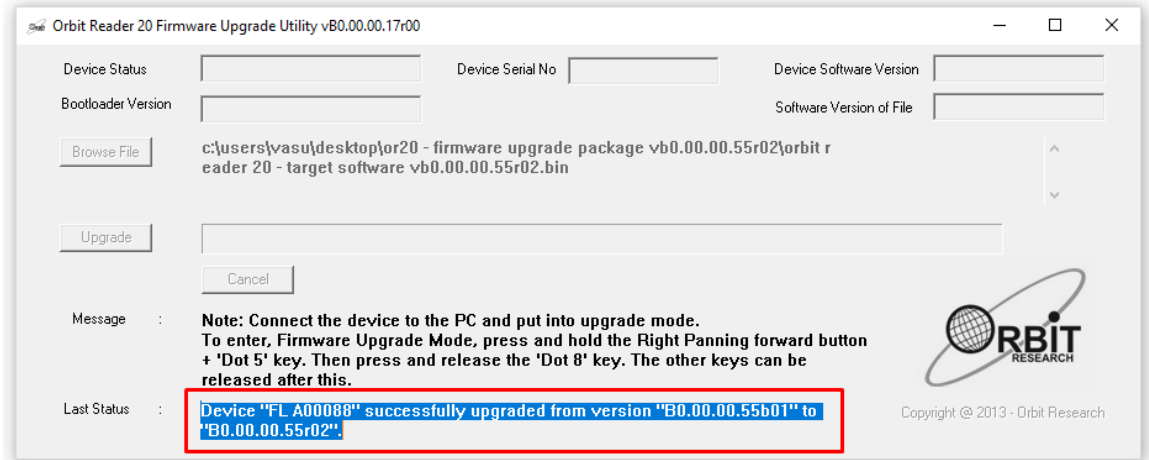 Orbit Reader 20 Firmware Upgrade Utility vB0.00.00.17r00
Device Status
Device Serial No
Device Software Version
Bootloader Version
Software Version of File
Browse File
c:\users\vasu\desktop\or20 - firmware upgrade package vb0.00.00.55r02\orbit r
eader 20 - target software vb0.00.00.55r02.bin
Upgrade
Cancel
Message :
Note: Connect the device to the PC and put into upgrade mode.
To enter, Firmware Upgrade Mode, press and hold the Right Panning forward button
+ 'Dot 5' key. Then press and release the 'Dot 8' key. The other keys can be
released after this.
ORBIT
RESEARCH
Last Status :
Device "FL A00088" successfully upgraded from version "B0.00.00.55b01" to
"B0.00.00.55r02".
Copyright @ 2013 - Orbit Research